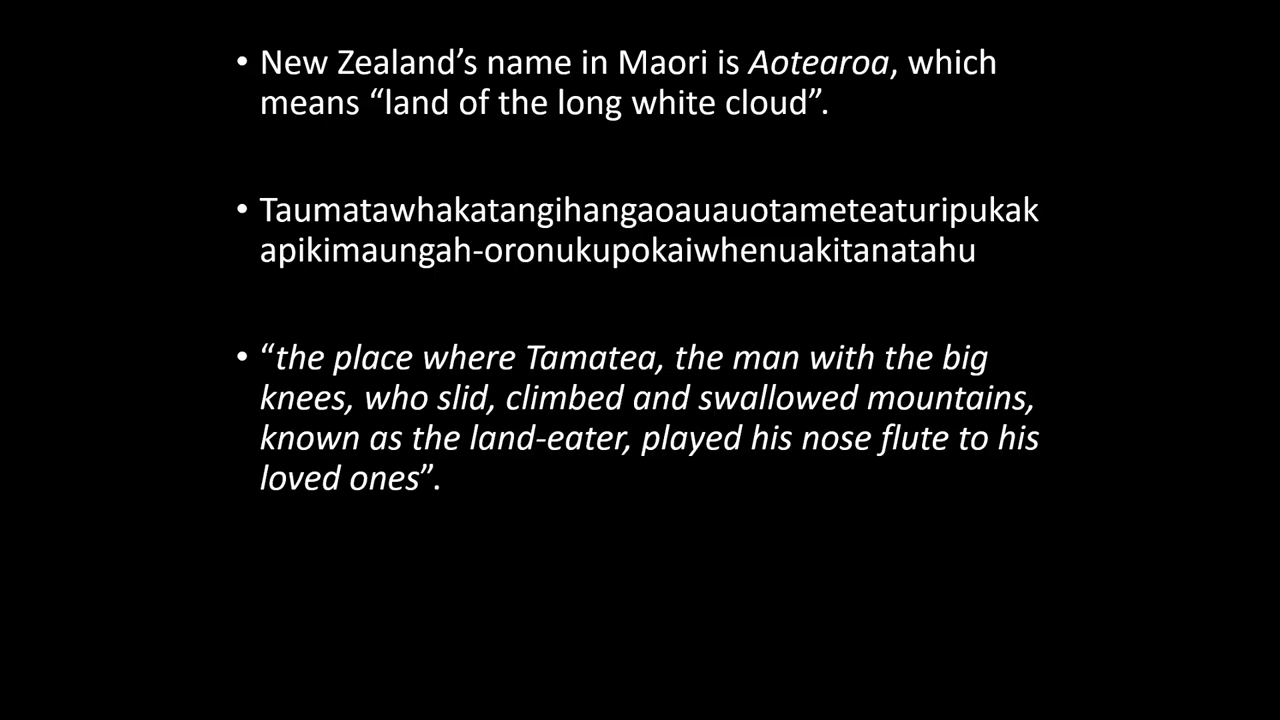 • New Zealand’s name in Maori is Aotearoa, which
means “land of the long white cloud”.
• Taumatawhakatangihangaoauauotameteaturipukak
apikimaungah-oronukupokaiwhenuakitanatahu
• “the place where Tamatea, the man with the big
knees, who slid, climbed and swallowed mountains,
known as the land-eater, played his nose flute to his
loved ones”.